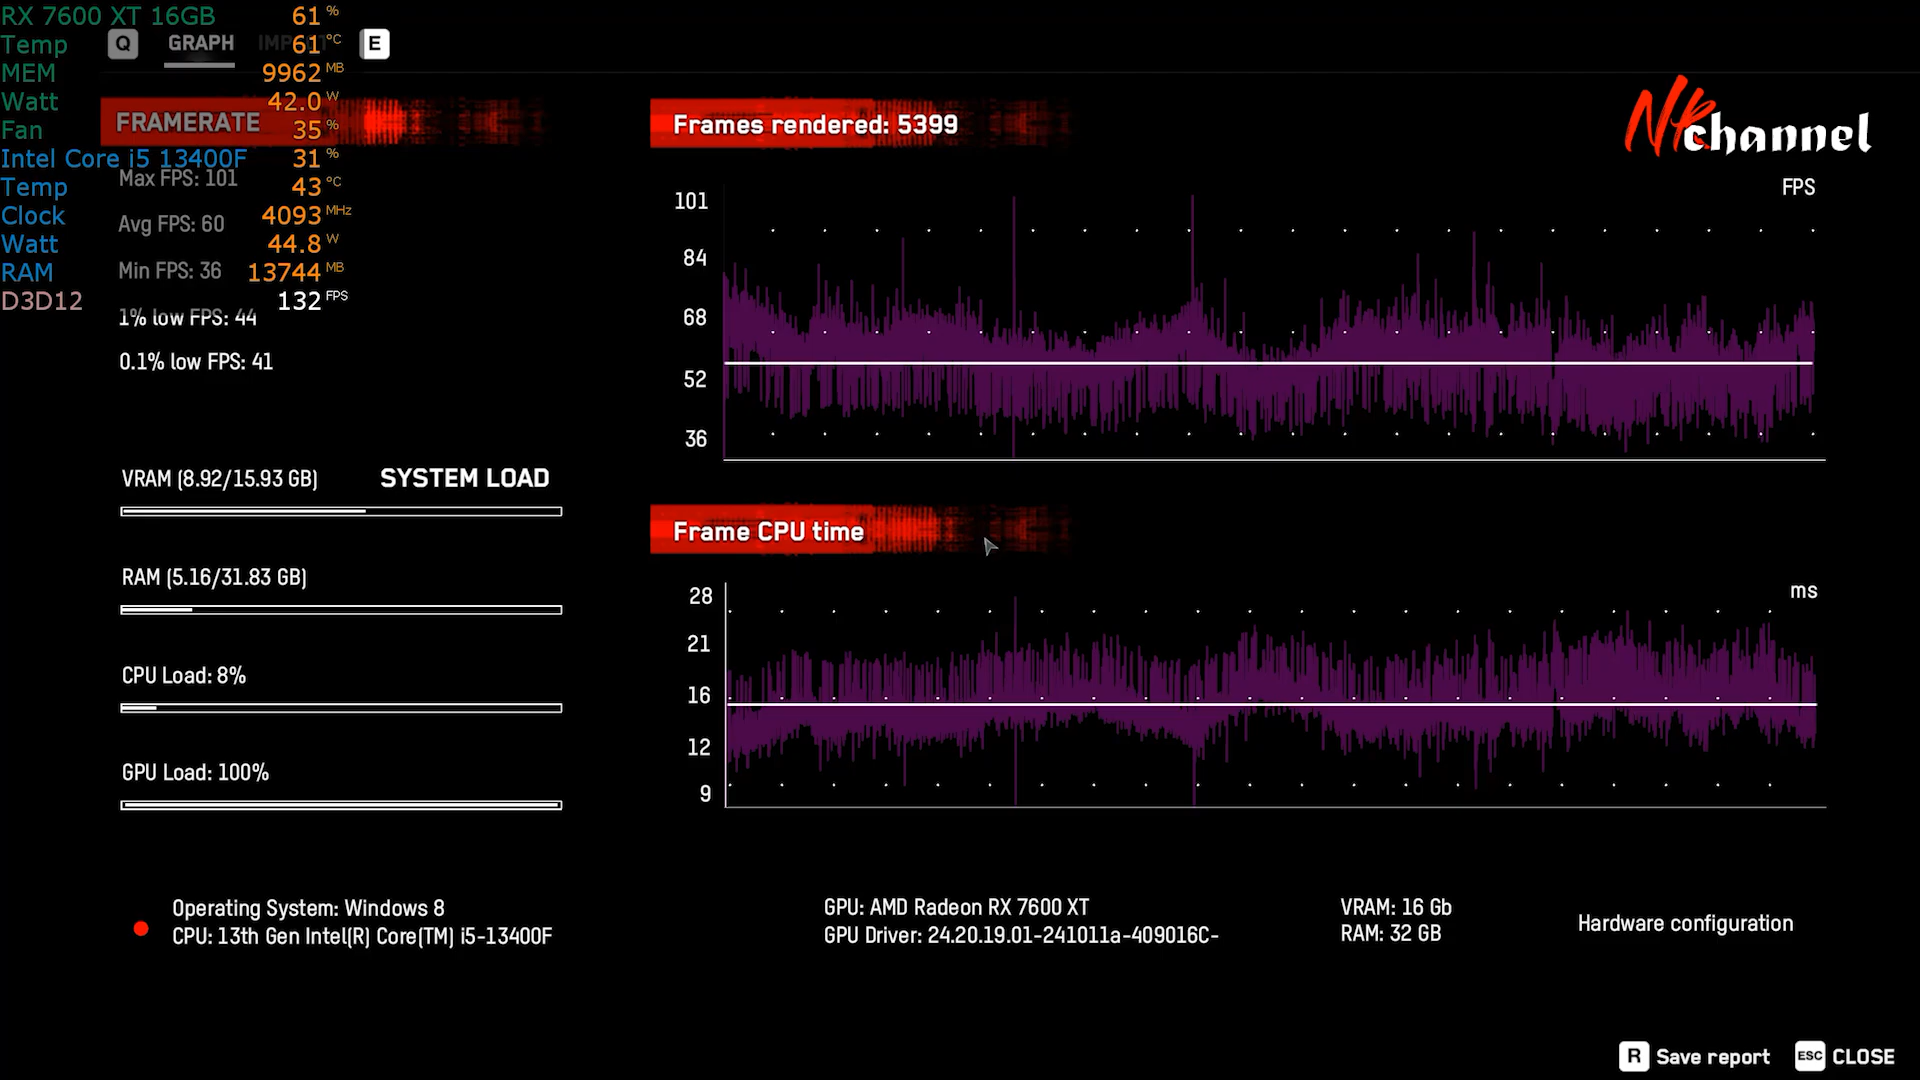 RX 7600 XT 16GB 61 %
Temp 61 °C
MEM 9962 MB
Watt 42.0 W
Fan 35 %
Intel Core i5 13400F 31 %
Temp 43 °C
Clock 4093 MHz
Watt 44.8 W
RAM 13744 MB
D3D12 132 FPS
Q GRAPH E
FRAMERATE
Max FPS: 101
Avg FPS: 60
Min FPS: 36
1% low FPS: 44
0.1% low FPS: 41
SYSTEM LOAD
VRAM (8.92/15.93 GB)
RAM (5.16/31.83 GB)
CPU Load: 8%
GPU Load: 100%
Frames rendered: 5399
NRchannel
FPS
101
84
68
52
36
Frame CPU time
ms
28
21
16
12
9
Operating System: Windows 8
CPU: 13th Gen Intel(R) Core(TM) i5-13400F
GPU: AMD Radeon RX 7600 XT
GPU Driver: 24.20.19.01-241011a-409016C-
VRAM: 16 Gb
RAM: 32 GB
Hardware configuration
R Save report ESC CLOSE